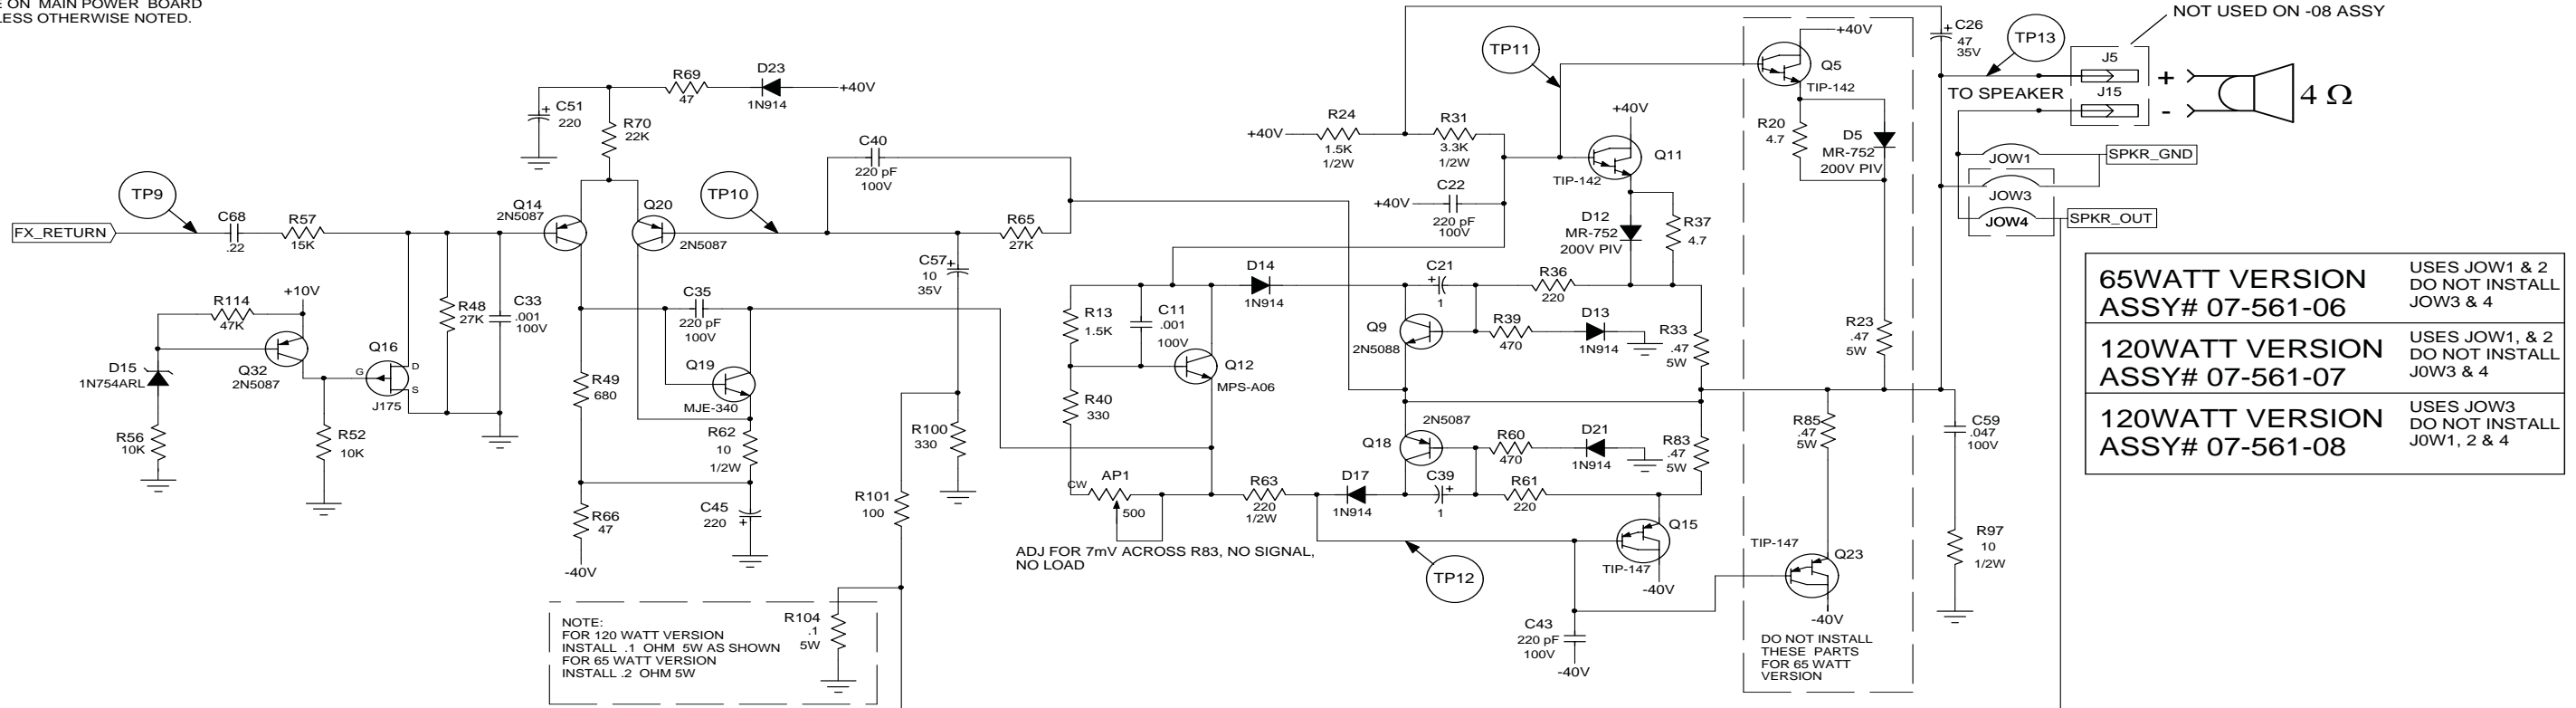 E ON MAIN POWER BOARD
LESS OTHERWISE NOTED.
NOT USED ON -08 ASSY
TP9
FX_RETURN
C68
.22
R57
15K
R114
47K
+10V
D15
1N754ARL
R56
10K
Q32
2N5087
R52
10K
Q16
G
D
S
J175
R48
27K
C33
.001
100V
C51
220
R69
47
D23
1N914
+40V
R70
22K
Q14
2N5087
Q20
2N5087
TP10
C40
220 pF
100V
R65
27K
C57
10
35V
C35
220 pF
100V
Q19
MJE-340
R49
680
R62
10
1/2W
R66
47
-40V
C45
220
R100
330
R101
100
NOTE:
FOR 120 WATT VERSION
INSTALL .1 OHM 5W AS SHOWN
FOR 65 WATT VERSION
INSTALL .2 OHM 5W
R104
.1
5W
R13
1.5K
C11
.001
100V
Q12
MPS-A06
R40
330
CW
AP1
500
ADJ FOR 7mV ACROSS R83, NO SIGNAL,
NO LOAD
R63
220
1/2W
D14
1N914
D17
1N914
TP12
+40V
R24
1.5K
1/2W
R31
3.3K
1/2W
+40V
C22
220 pF
100V
TP11
+40V
Q11
TIP-142
D12
MR-752
200V PIV
R37
4.7
C21
1
R36
220
Q9
2N5088
R39
470
D13
1N914
R33
.47
5W
2N5087
Q18
R60
470
D21
1N914
R83
.47
5W
C39
1
R61
220
Q15
TIP-147
-40V
C43
220 pF
100V
-40V
+40V
Q5
TIP-142
R20
4.7
D5
MR-752
200V PIV
R23
.47
5W
R85
.47
5W
TIP-147
Q23
-40V
DO NOT INSTALL
THESE PARTS
FOR 65 WATT
VERSION
C26
47
35V
TP13
J5
J15
+
-
TO SPEAKER
4 Ω
JOW1
SPKR_GND
JOW3
JOW4
SPKR_OUT
C59
.047
100V
R97
10
1/2W
65WATT VERSION
ASSY# 07-561-06
USES JOW1 & 2
DO NOT INSTALL
JOW3 & 4
120WATT VERSION
ASSY# 07-561-07
USES JOW1, & 2
DO NOT INSTALL
J0W3 & 4
120WATT VERSION
ASSY# 07-561-08
USES JOW3
DO NOT INSTALL
J0W1, 2 & 4